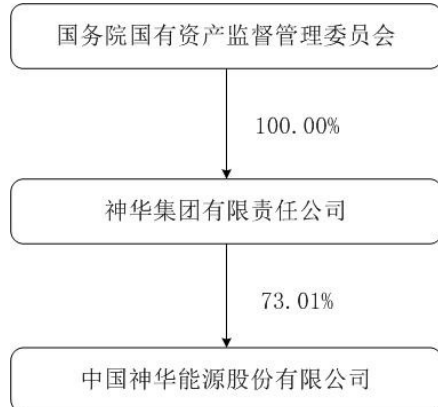 国务院国有资产监督管理委员会
100.00%
神华集团有限责任公司
73.01%
中国神华能源股份有限公司